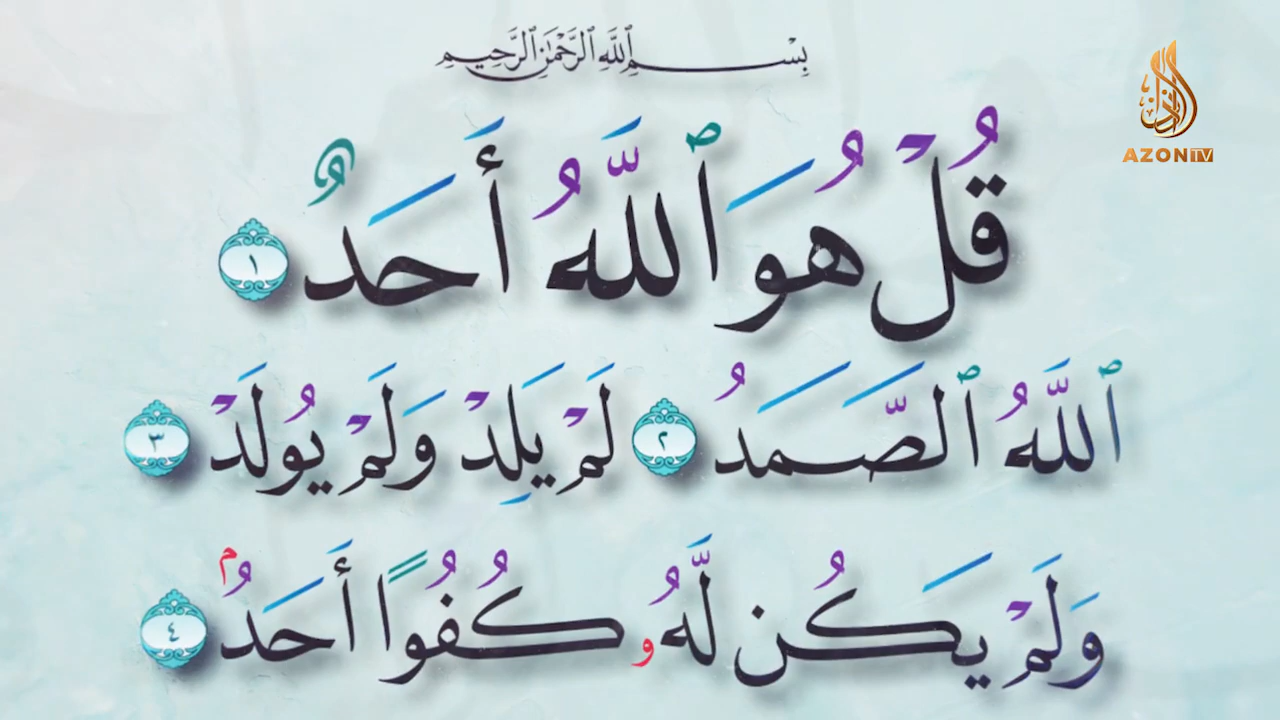 بِسْمِ ٱللَّهِ ٱلرَّحْمَٰنِ ٱلرَّحِيمِ
AZON TV
قُلْ هُوَ ٱللَّهُ أَحَدٌ ١
ٱللَّهُ ٱلصَّمَدُ ٢ لَمْ يَلِدْ وَلَمْ يُولَدْ ٣
وَلَمْ يَكُن لَّهُۥ كُفُوًا أَحَدُۢ ٤